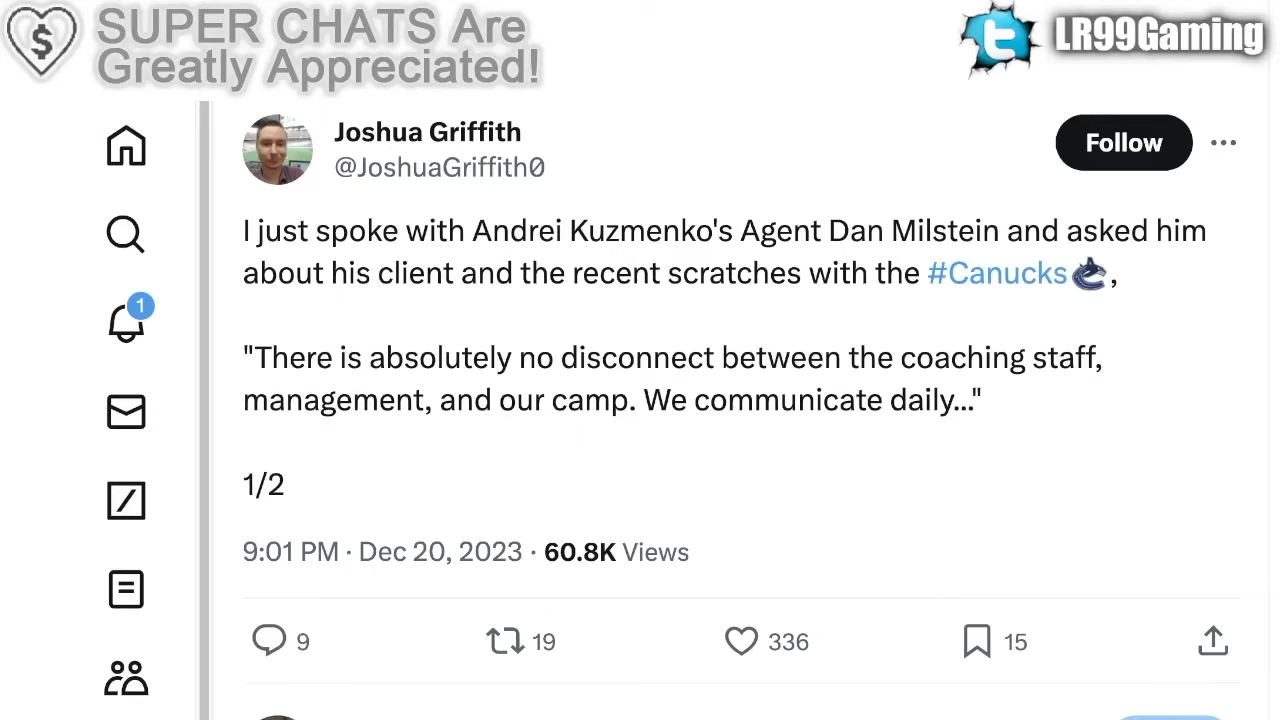 SUPER CHATS Are
Greatly Appreciated!
LR99Gaming
Joshua Griffith
@JoshuaGriffith0
Follow
I just spoke with Andrei Kuzmenko's Agent Dan Milstein and asked him
about his client and the recent scratches with the #Canucks,
"There is absolutely no disconnect between the coaching staff,
management, and our camp. We communicate daily..."
1/2
9:01 PM · Dec 20, 2023 · 60.8K Views
1
9
19
336
15